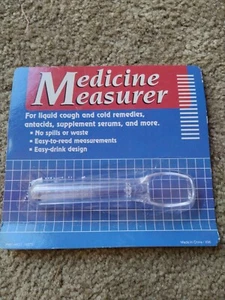 Medicine
Measurer
For liquid cough and cold remedies,
antacids, supplement serums, and more.
• No spills or waste
• Easy-to-read measurements
• Easy-drink design